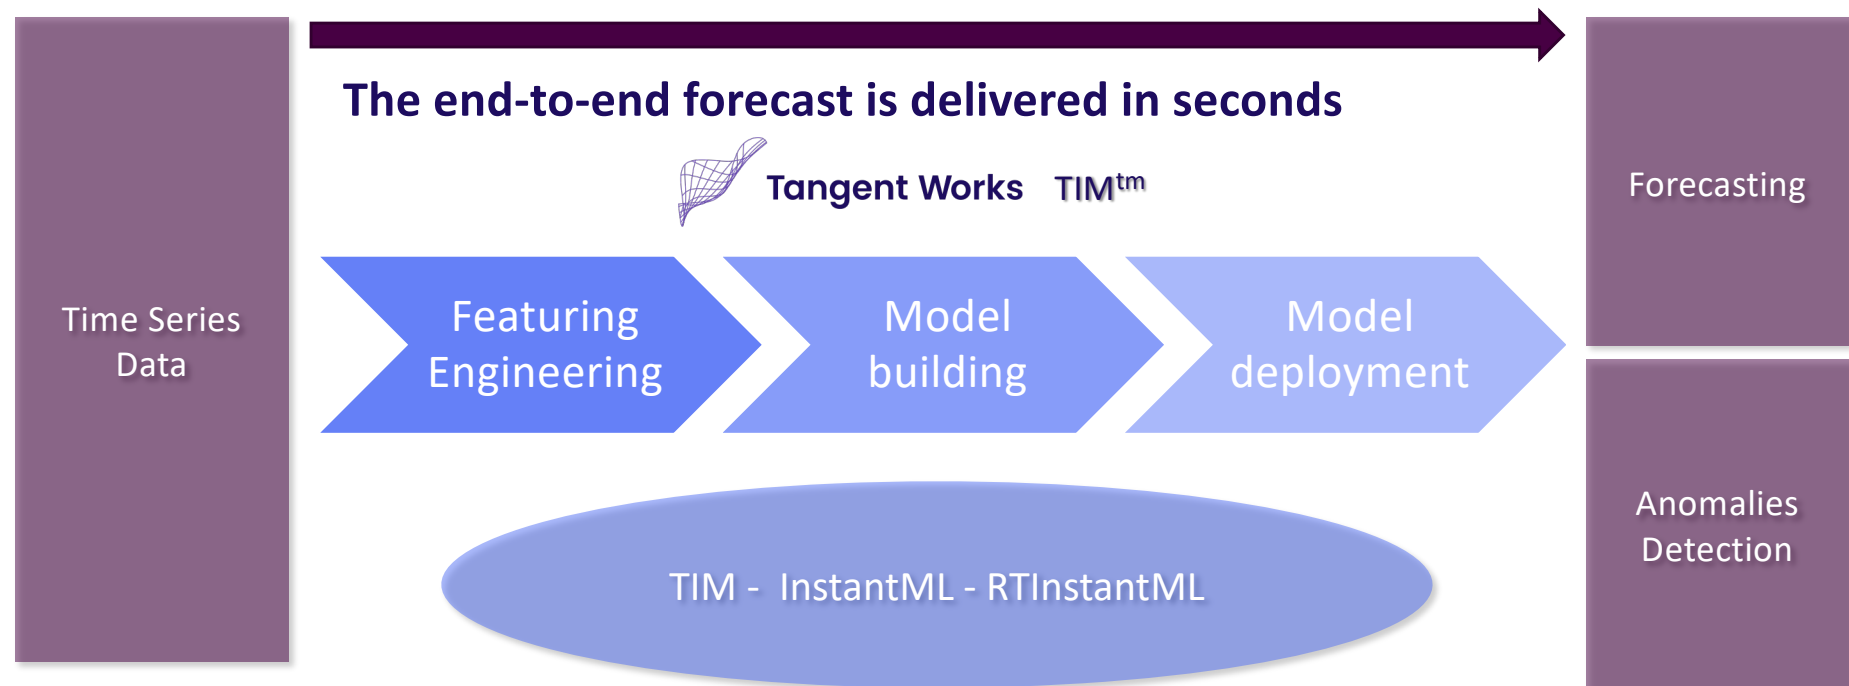 The end-to-end forecast is delivered in seconds
Tangent Works TIMtm
Time Series
Data
Featuring
Engineering
Model
building
Model
deployment
Forecasting
Anomalies
Detection
TIM - InstantML - RTInstantML